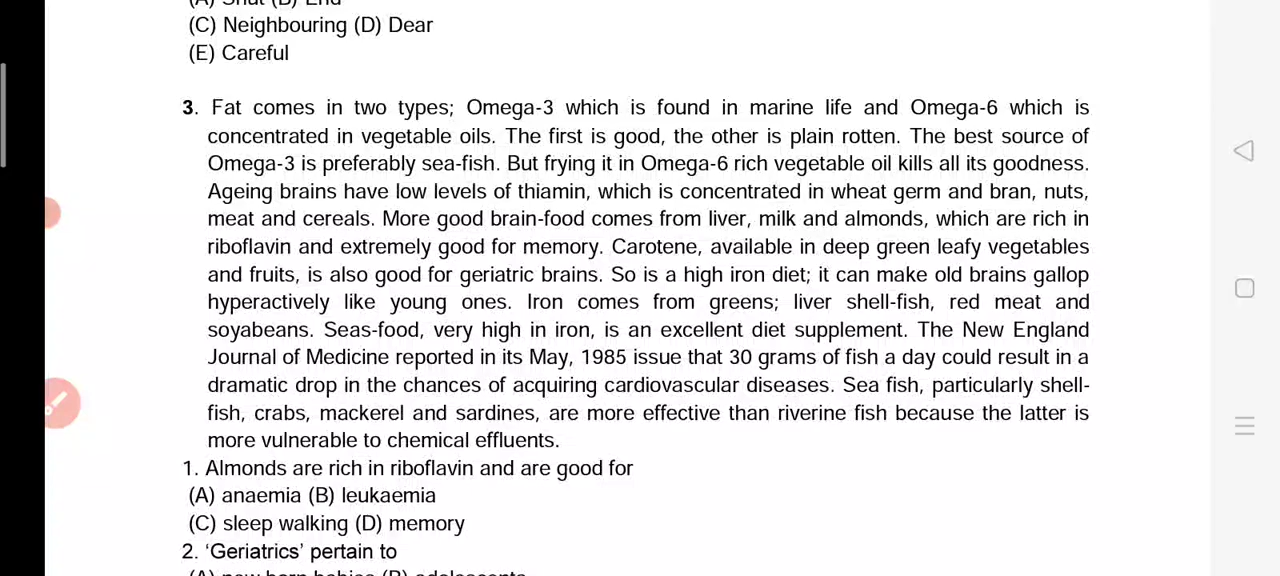 (A) Shut (B) End
(C) Neighbouring (D) Dear
(E) Careful
3. Fat comes in two types; Omega-3 which is found in marine life and Omega-6 which is
concentrated in vegetable oils. The first is good, the other is plain rotten. The best source of
Omega-3 is preferably sea-fish. But frying it in Omega-6 rich vegetable oil kills all its goodness.
Ageing brains have low levels of thiamin, which is concentrated in wheat germ and bran, nuts,
meat and cereals. More good brain-food comes from liver, milk and almonds, which are rich in
riboflavin and extremely good for memory. Carotene, available in deep green leafy vegetables
and fruits, is also good for geriatric brains. So is a high iron diet; it can make old brains gallop
hyperactively like young ones. Iron comes from greens; liver shell-fish, red meat and
soyabeans. Seas-food, very high in iron, is an excellent diet supplement. The New England
Journal of Medicine reported in its May, 1985 issue that 30 grams of fish a day could result in a
dramatic drop in the chances of acquiring cardiovascular diseases. Sea fish, particularly shell-
fish, crabs, mackerel and sardines, are more effective than riverine fish because the latter is
more vulnerable to chemical effluents.
1. Almonds are rich in riboflavin and are good for
(A) anaemia (B) leukaemia
(C) sleep walking (D) memory
2. ‘Geriatrics’ pertain to
(A) new born babies (B) adolescents